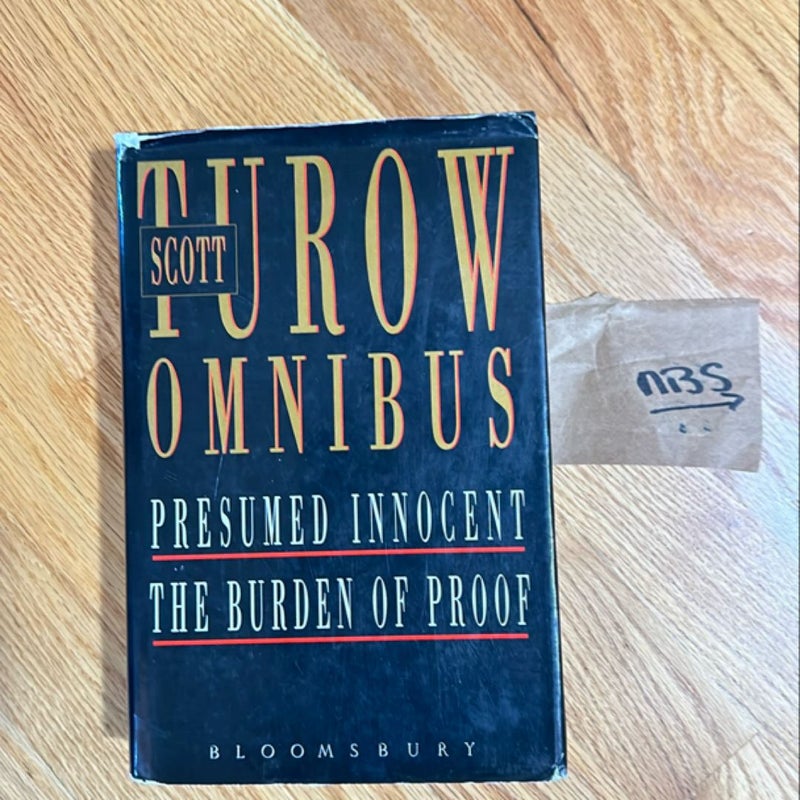 TUROW
SCOTT
OMNIBUS
PRESUMED INNOCENT
THE BURDEN OF PROOF
BLOOMSBURY
NBS